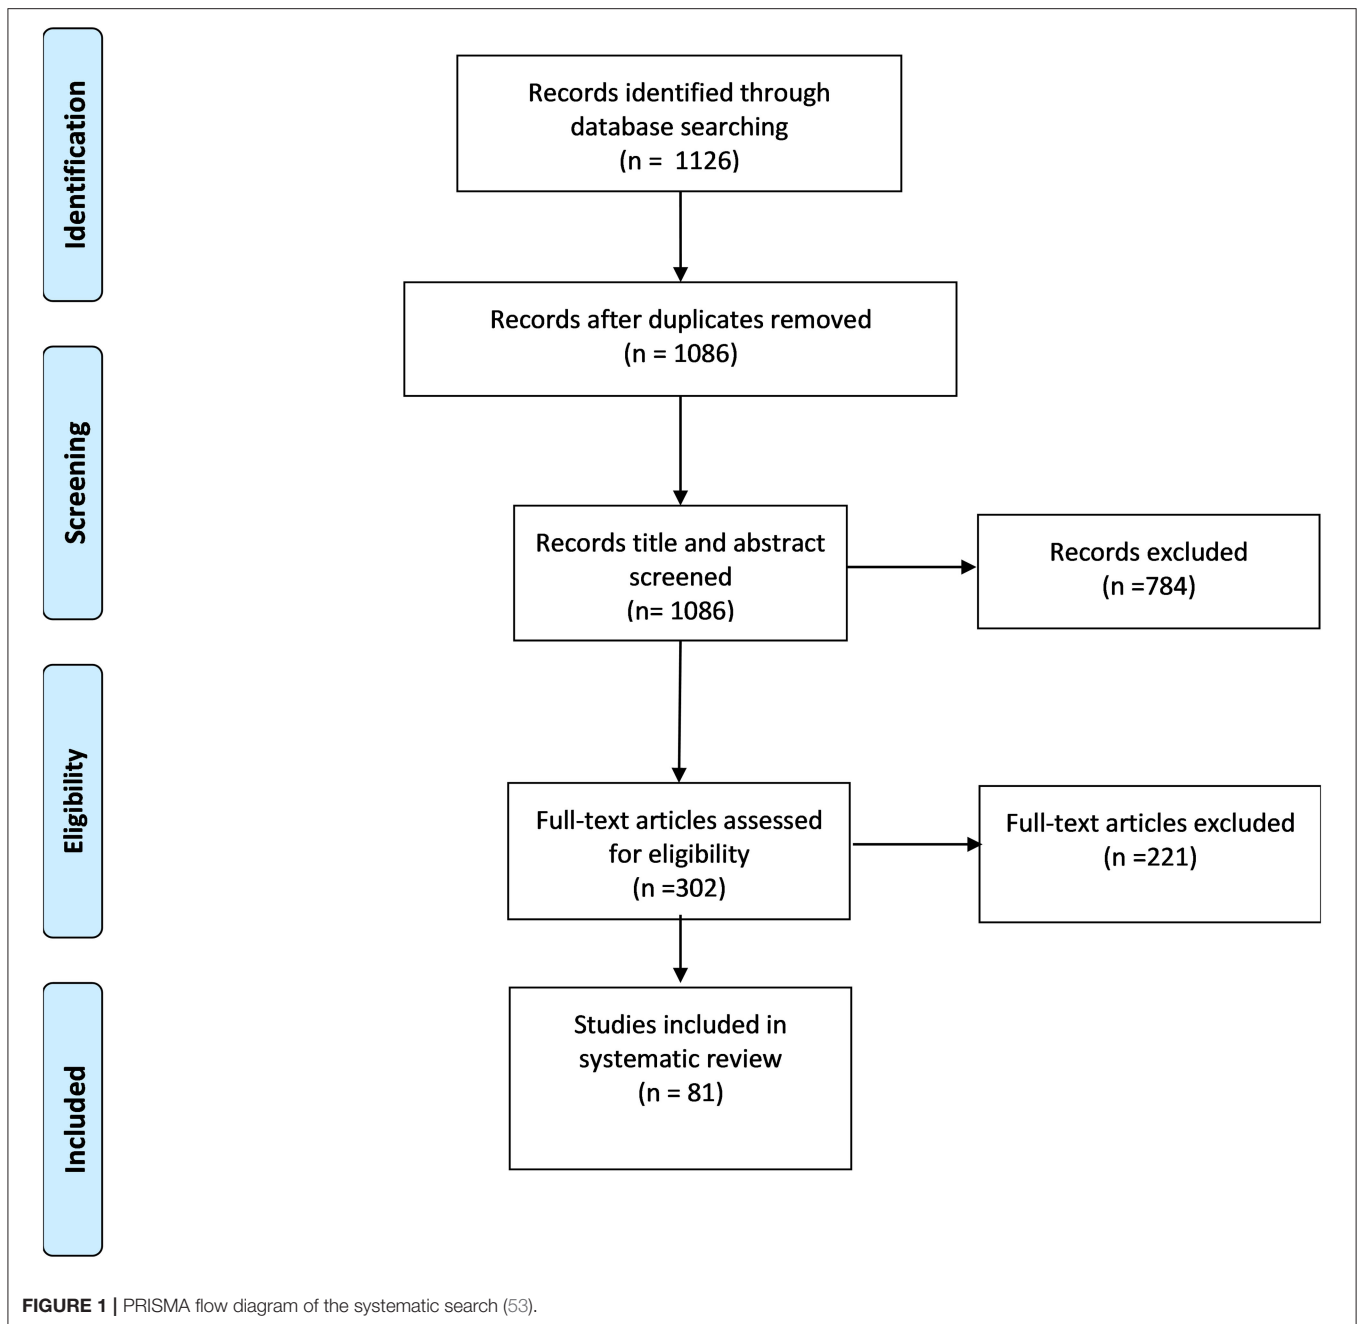 Identification
Records identified through
database searching
(n =  1126)
Records after duplicates removed
(n = 1086)
Screening
Records title and abstract
screened
(n= 1086)
Records excluded
(n =784)
Eligibility
Full-text articles assessed
for eligibility
(n =302)
Full-text articles excluded
(n =221)
Included
Studies included in
systematic review
(n = 81)
FIGURE 1 | PRISMA flow diagram of the systematic search (53).